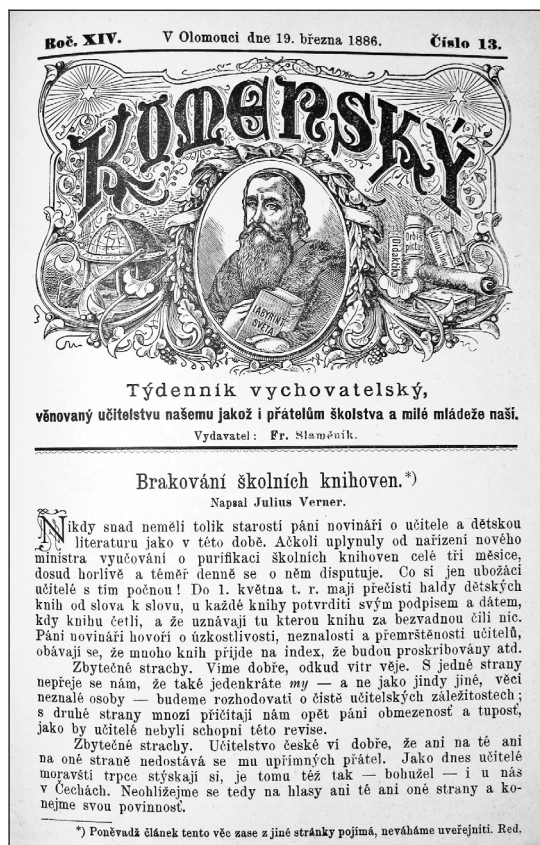 Roč. XIV.
V Olomouci dne 19. března 1886.
Číslo 13.
KOMENSKÝ
Didaktika
Orbis
pictus
LABYRINT
SVĚTA
Týdenník vychovatelský,
věnovaný učitelstvu našemu jakož i přátelům školstva a milé mládeže naší.
Vydavatel: Fr. Slaměník.
Brakování školních knihoven.*)
Napsal Julius Verner.
Nikdy snad neměli tolik starostí páni novináři o učitele a dětskou
literaturu jako v této době. Ačkoli uplynuly od nařízení nového
ministra vyučování o purifikaci školních knihoven celé tři měsíce,
dosud horlivě a téměř denně se o něm disputuje. Co si jen ubožáci
učitelé s tím počnou! Do 1. května t. r. mají přečísti haldy dětských
knih od slova k slovu, u každé knihy potvrditi svým podpisem a dátem,
kdy knihu četli, a že uznávají tu kterou knihu za bezvadnou čili nic.
Páni novináři hovoří o úzkostlivosti, neznalosti a přemrštěnosti učitelů,
obávají se, že mnoho knih přijde na index, že budou proskribovány atd.
Zbytečné strachy. Víme dobře, odkud vítr věje. S jedné strany
nepřeje se nám, že také jedenkráte my — a ne jako jindy jiné, věci
neznalé osoby — budeme rozhodovati o čistě učitelských záležitostech;
s druhé strany mnozí přičítají nám opět páni obmezenosť a tuposť,
jako by učitelé nebyli schopni této revise.
Zbytečné strachy. Učitelstvo české ví dobře, že ani na té ani
na oné straně nedostává se mu upřímných přátel. Jako dnes učitelé
moravští trpce stýskají si, je tomu též tak — bohužel — i u nás
v Čechách. Neohlížejme se tedy na hlasy ani té ani oné strany a ko-
nejme svou povinnosť.
*) Poněvadž článek tento věc zase z jiné stránky pojímá, neváháme uveřejniti. Red.